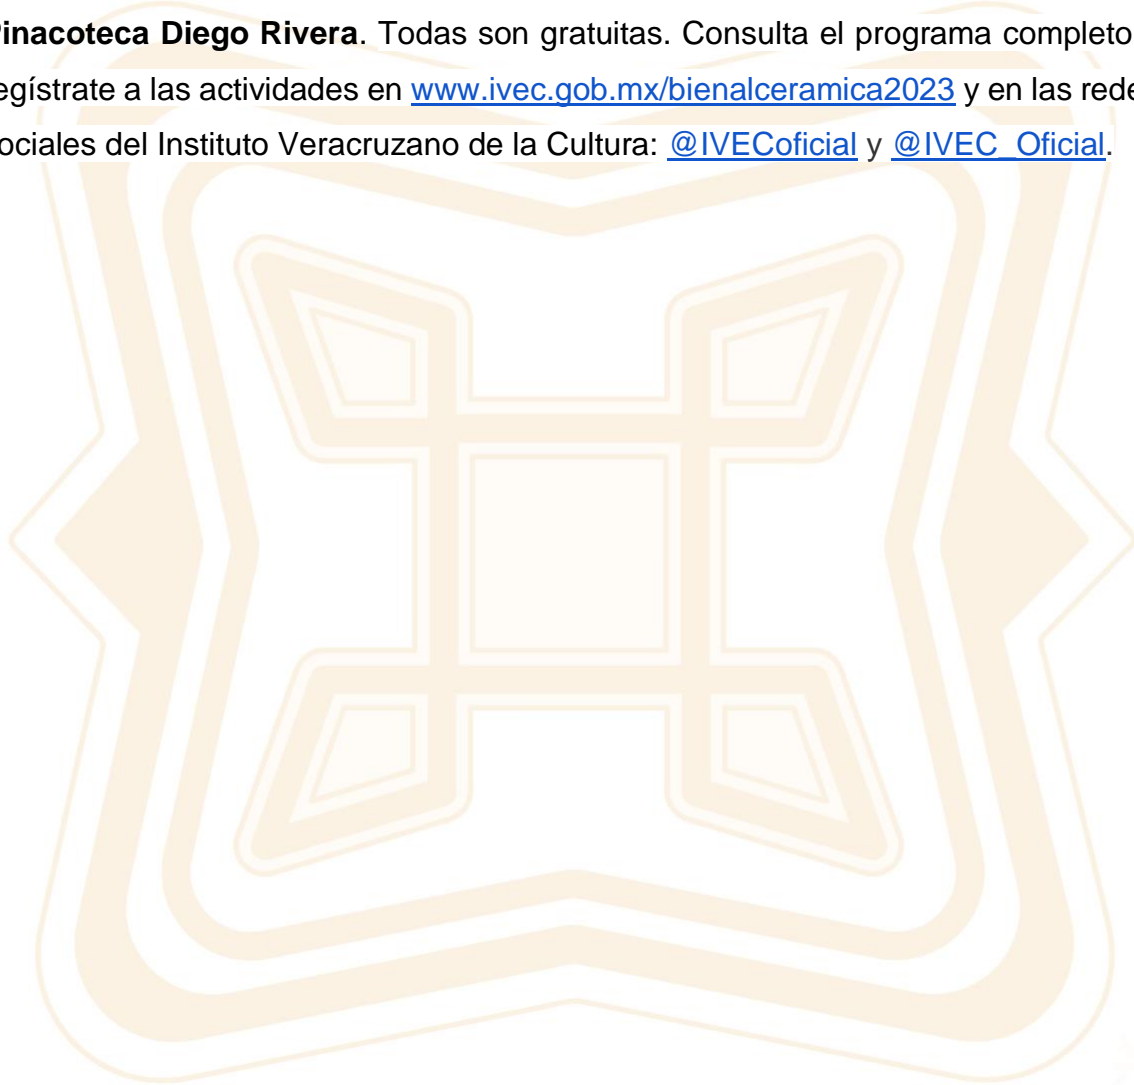 Pinacoteca Diego Rivera. Todas son gratuitas. Consulta el programa completo
egístrate a las actividades en www.ivec.gob.mx/bienalceramica2023 y en las rede
ociales del Instituto Veracruzano de la Cultura: @IVECoficial y @IVEC_Oficial.